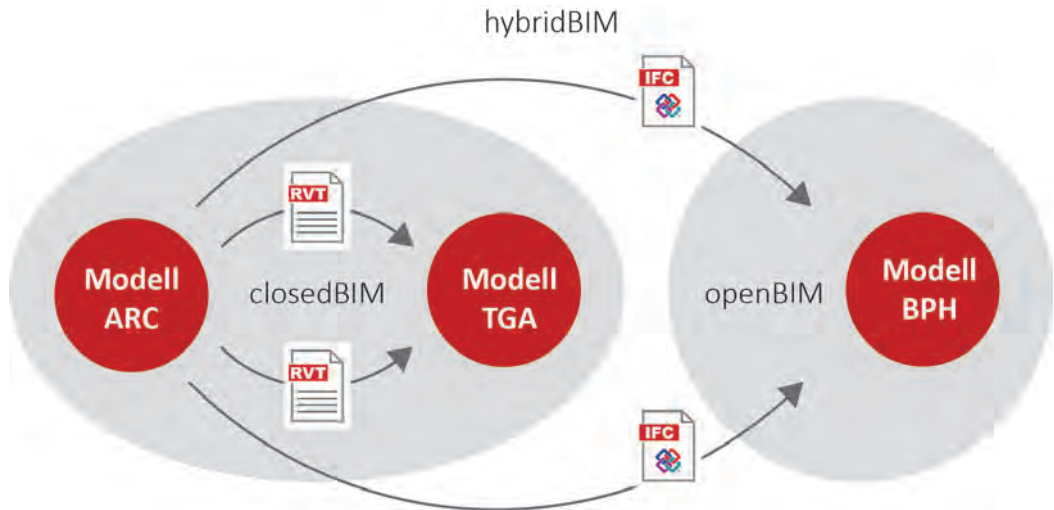 hybridBIM
IFC
RVT
Modell
ARC
closedBIM
Modell
TGA
openBIM
Modell
BPH
RVT
IFC